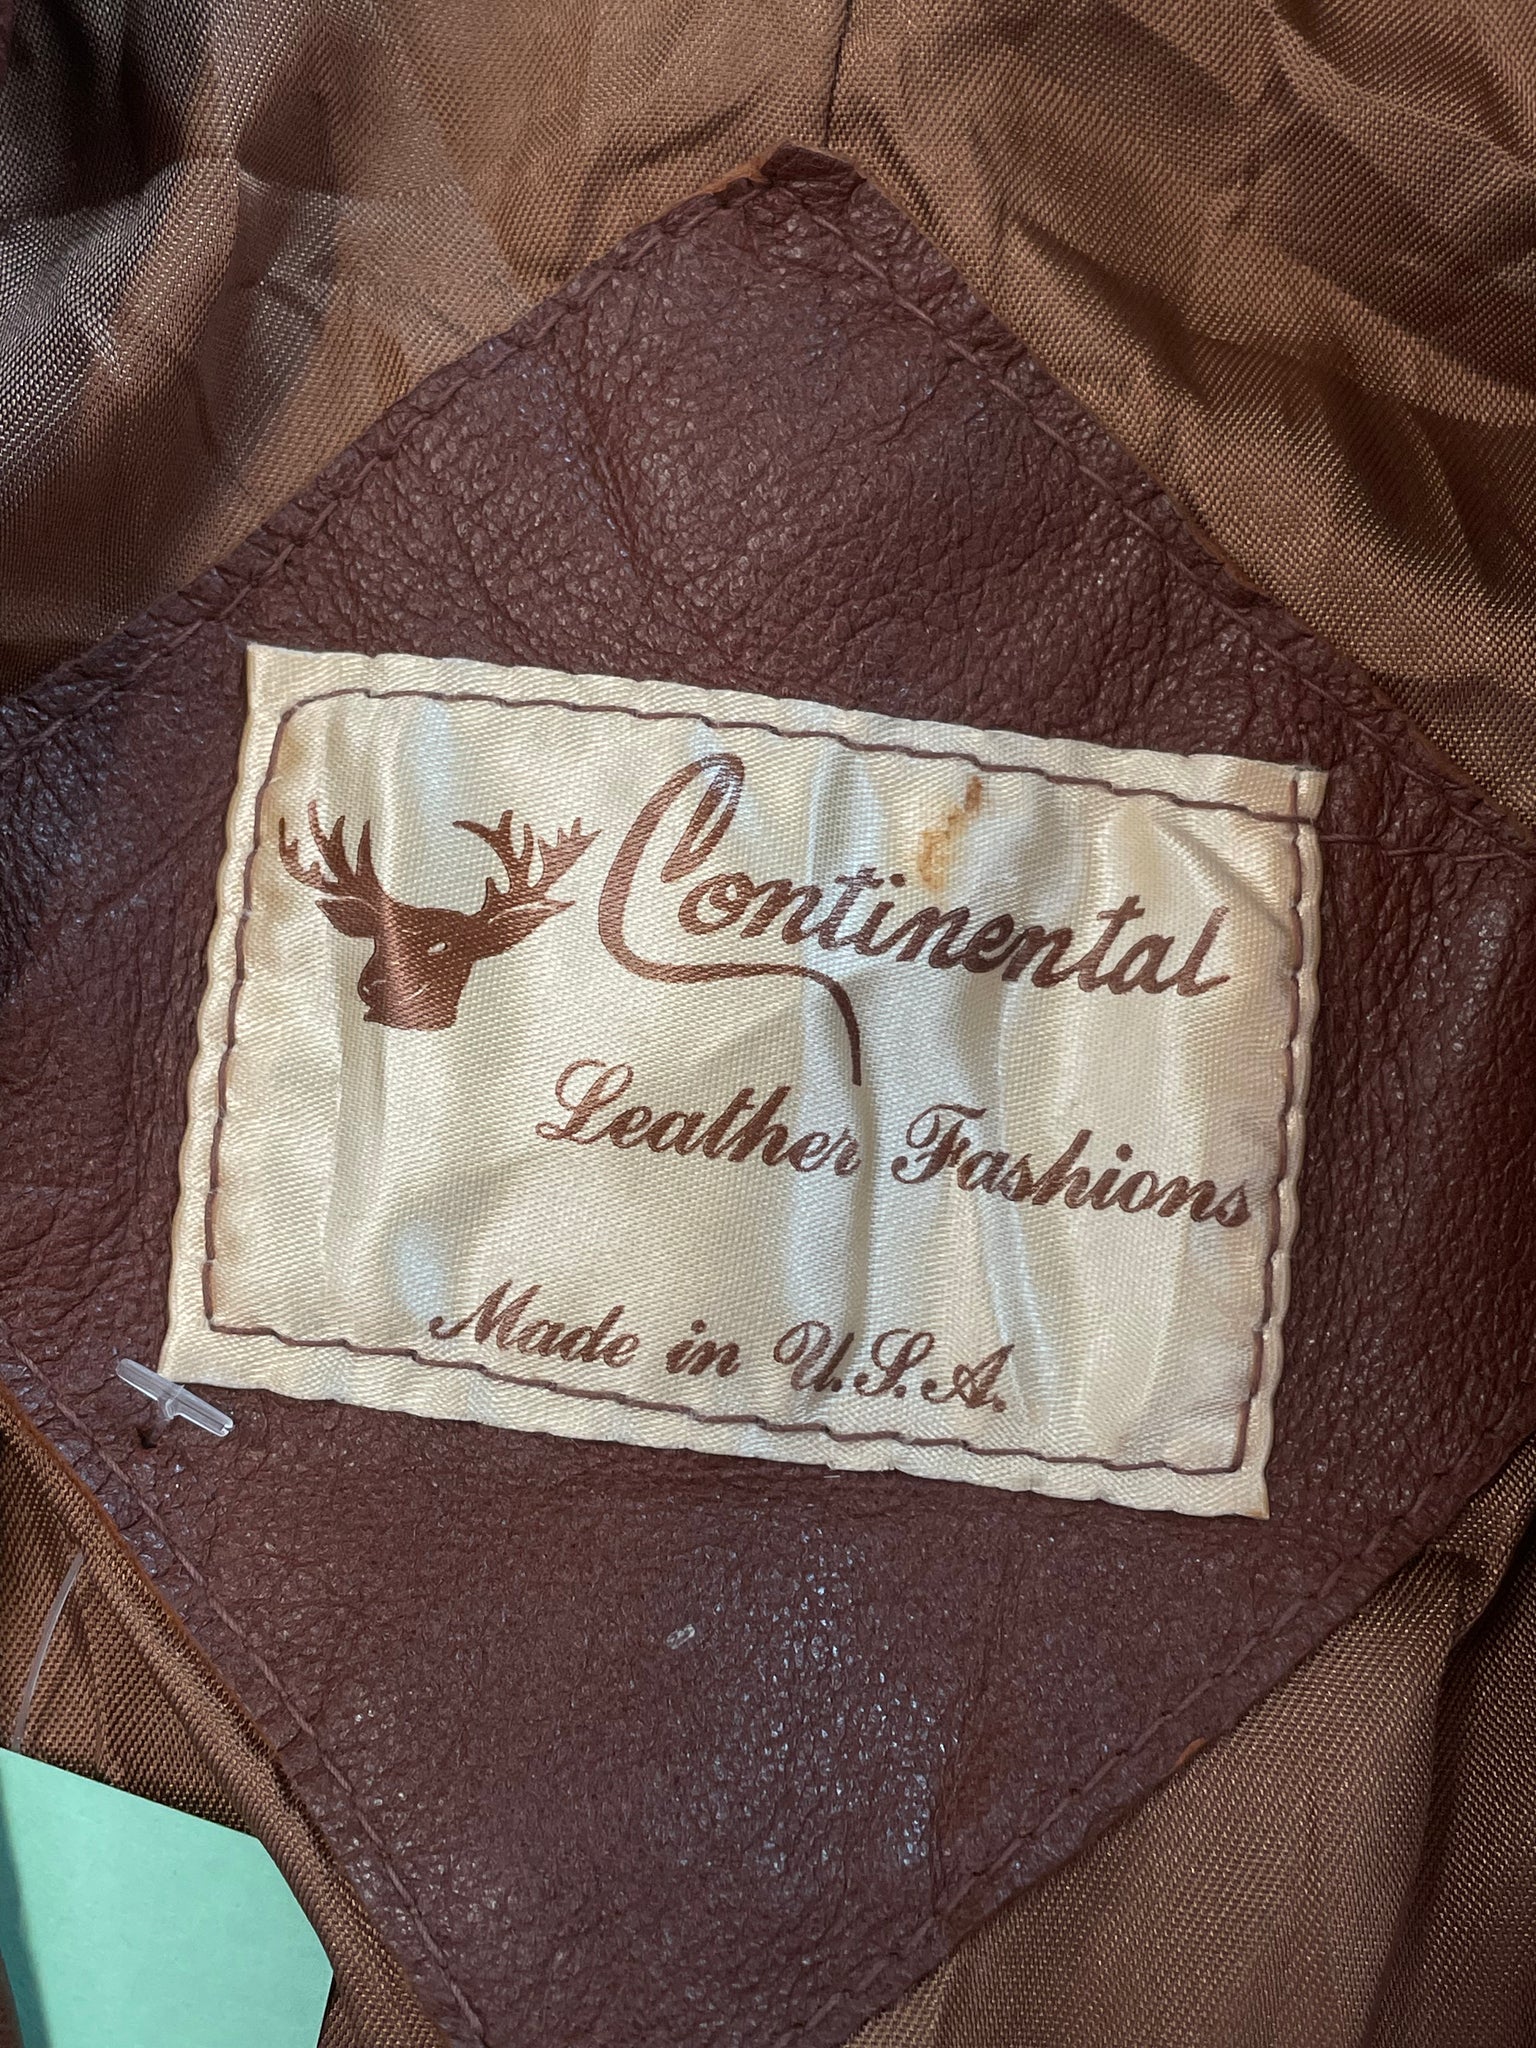 Continental
Leather Fashions
Made in U.S.A.